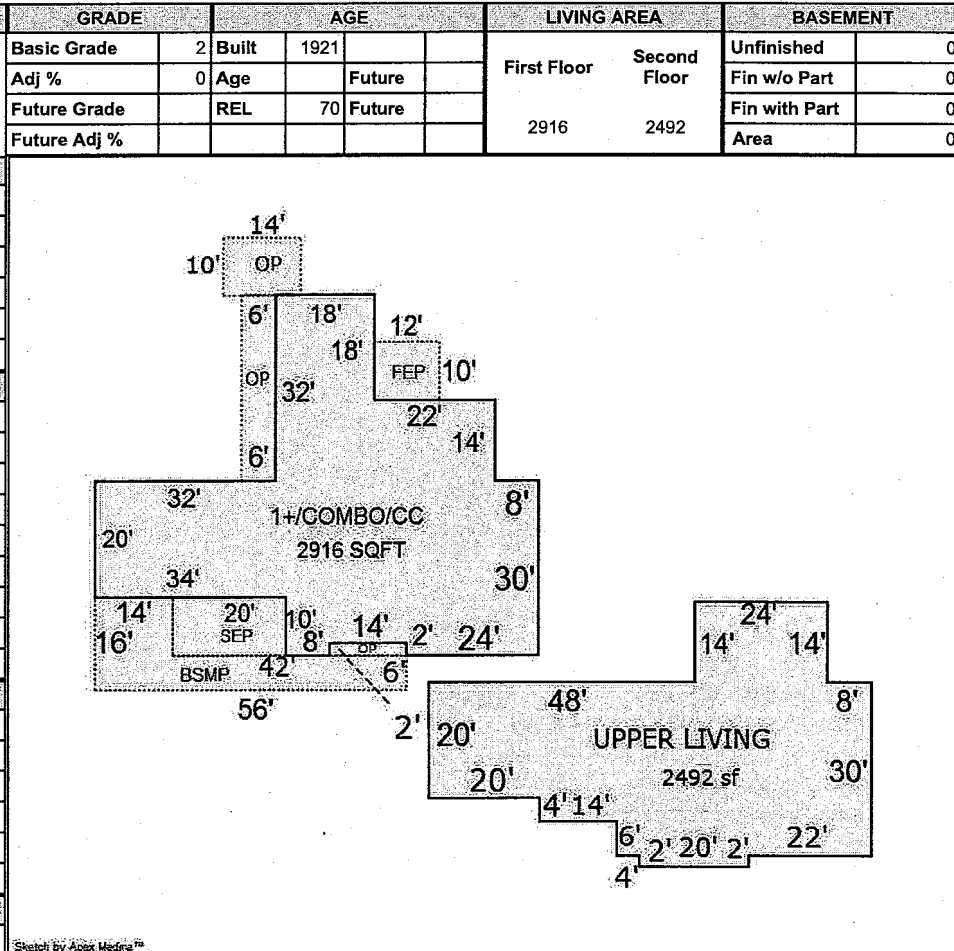 GRADE AGE LIVING AREA BASEMENT
Basic Grade 2 Built 1921 First Floor Second Floor Unfinished 0
Adj % 0 Age Future Fin w/o Part 0
Future Grade REL 70 Future Fin with Part 0
Future Adj % 2916 2492 Area 0
14'
10' OP
6' 18'
12'
18'
OP 32' FEP 10'
22'
14'
6'
32' 8'
1+/COMBO/CC
20' 2916 SQFT
34' 30'
14' 20' 10' 14' 2' 24'
16' SEP 8' OP
BSMP 42' 6'
56'
2'
24'
14' 14'
48' 8'
20' UPPER LIVING
2492 sf 30'
20'
4' 14'
6' 2' 20' 2' 22'
4'
Sketch by Apex Medina™